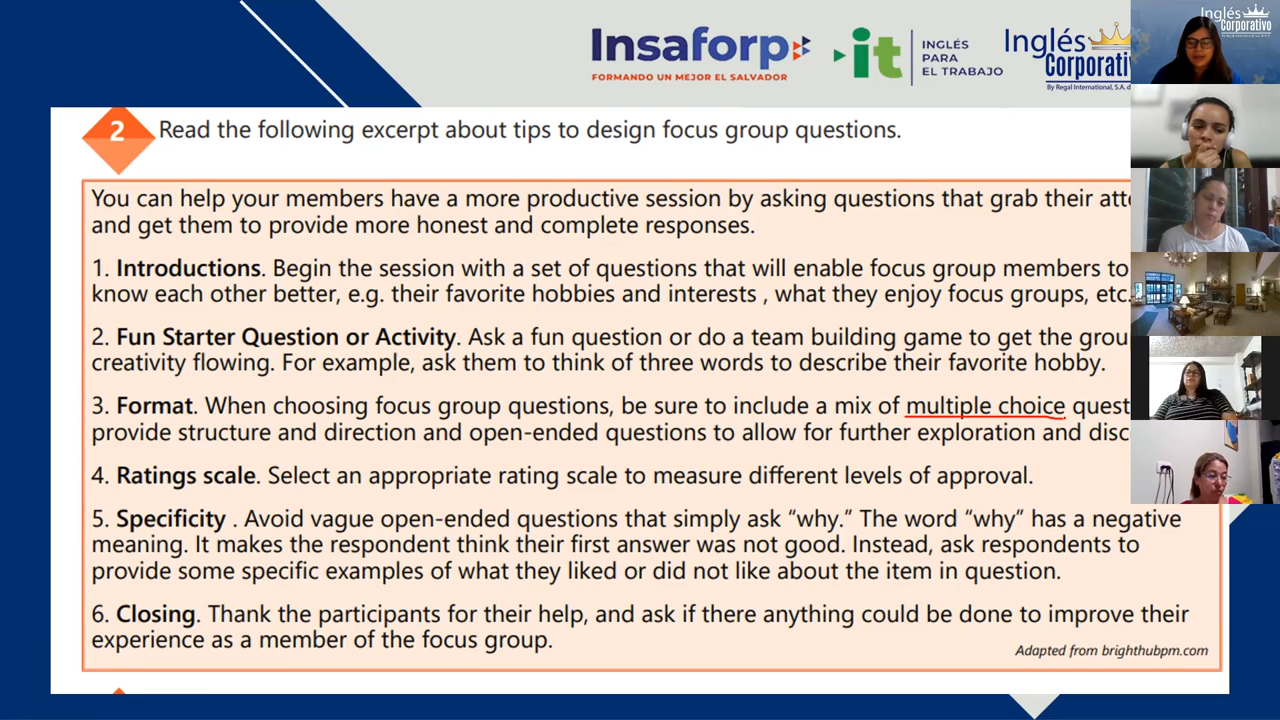 Insaforp
FORMANDO UN MEJOR EL SALVADOR
it
INGLÉS
PARA
EL TRABAJO
Inglés
Corporativ
By Regal International, S.A. d
Inglés
Corporativo
2
Read the following excerpt about tips to design focus group questions.
You can help your members have a more productive session by asking questions that grab their atte
and get them to provide more honest and complete responses.
1. Introductions. Begin the session with a set of questions that will enable focus group members to
know each other better, e.g. their favorite hobbies and interests , what they enjoy focus groups, etc.
2. Fun Starter Question or Activity. Ask a fun question or do a team building game to get the grou
creativity flowing. For example, ask them to think of three words to describe their favorite hobby.
3. Format. When choosing focus group questions, be sure to include a mix of multiple choice quest
provide structure and direction and open-ended questions to allow for further exploration and disc
4. Ratings scale. Select an appropriate rating scale to measure different levels of approval.
5. Specificity . Avoid vague open-ended questions that simply ask “why.” The word “why” has a negative
meaning. It makes the respondent think their first answer was not good. Instead, ask respondents to
provide some specific examples of what they liked or did not like about the item in question.
6. Closing. Thank the participants for their help, and ask if there anything could be done to improve their
experience as a member of the focus group.
Adapted from brighthubpm.com